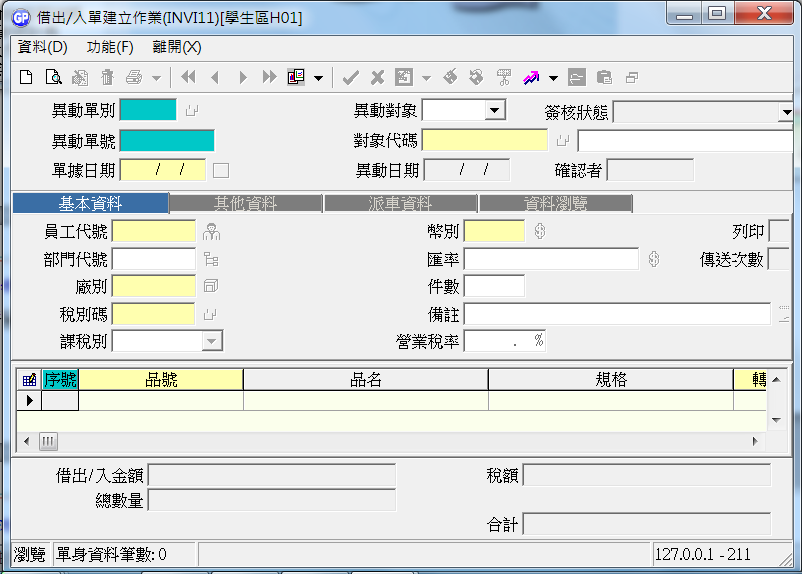 GP 借出/入單建立作業(INVI11)[學生區H01]
資料(D) 功能(F) 離開(X)
異動單別 異動對象 簽核狀態
異動單號 對象代碼
單據日期 / / 異動日期 / / 確認者
基本資料 其他資料 派車資料 資料瀏覽
員工代號 幣別 列印
部門代號 匯率 傳送次數
廠別 件數
稅別碼 備註
課稅別 營業稅率 . %
序號 品號 品名 規格 轉
借出/入金額 稅額
總數量
合計
瀏覽 單身資料筆數: 0 127.0.0.1 - 211